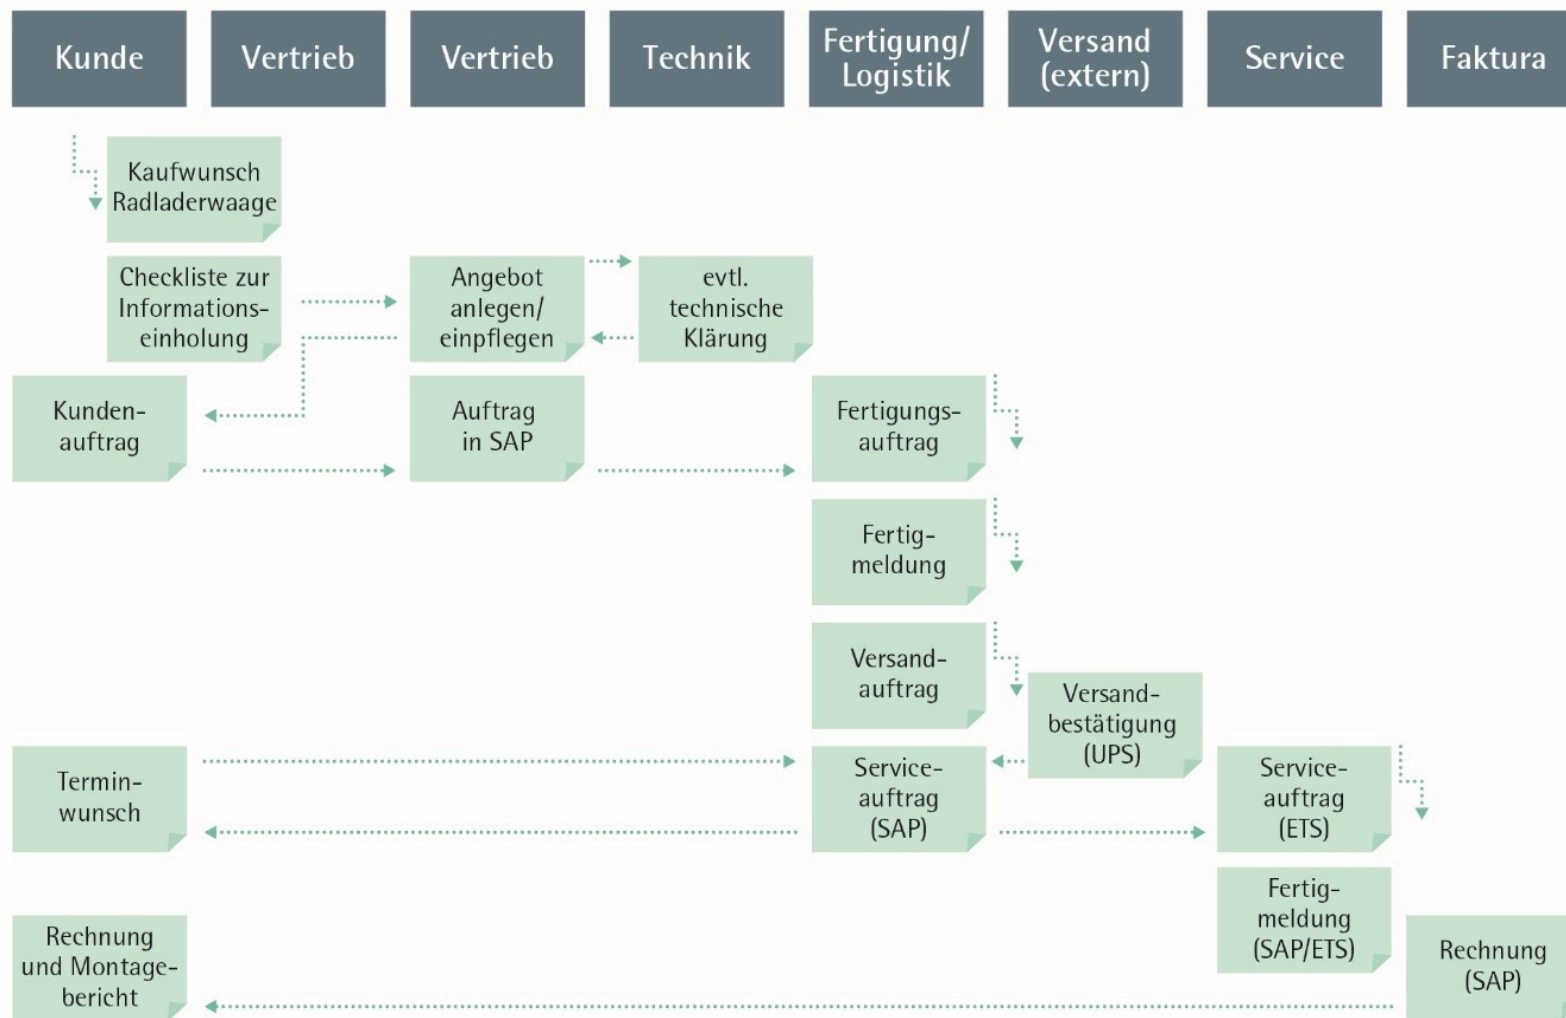 Kunde
Vertrieb
Vertrieb
Technik
Fertigung/
Logistik
Versand
(extern)
Service
Faktura
Kaufwunsch
Radladerwaage
Checkliste zur
Informations-
einholung
Angebot
anlegen/
einpflegen
evtl.
technische
Klärung
Kunden-
auftrag
Auftrag
in SAP
Fertigungs-
auftrag
Fertig-
meldung
Versand-
auftrag
Versand-
bestätigung
(UPS)
Termin-
wunsch
Service-
auftrag
(SAP)
Service-
auftrag
(ETS)
Fertig-
meldung
(SAP/ETS)
Rechnung
und Montage-
bericht
Rechnung
(SAP)